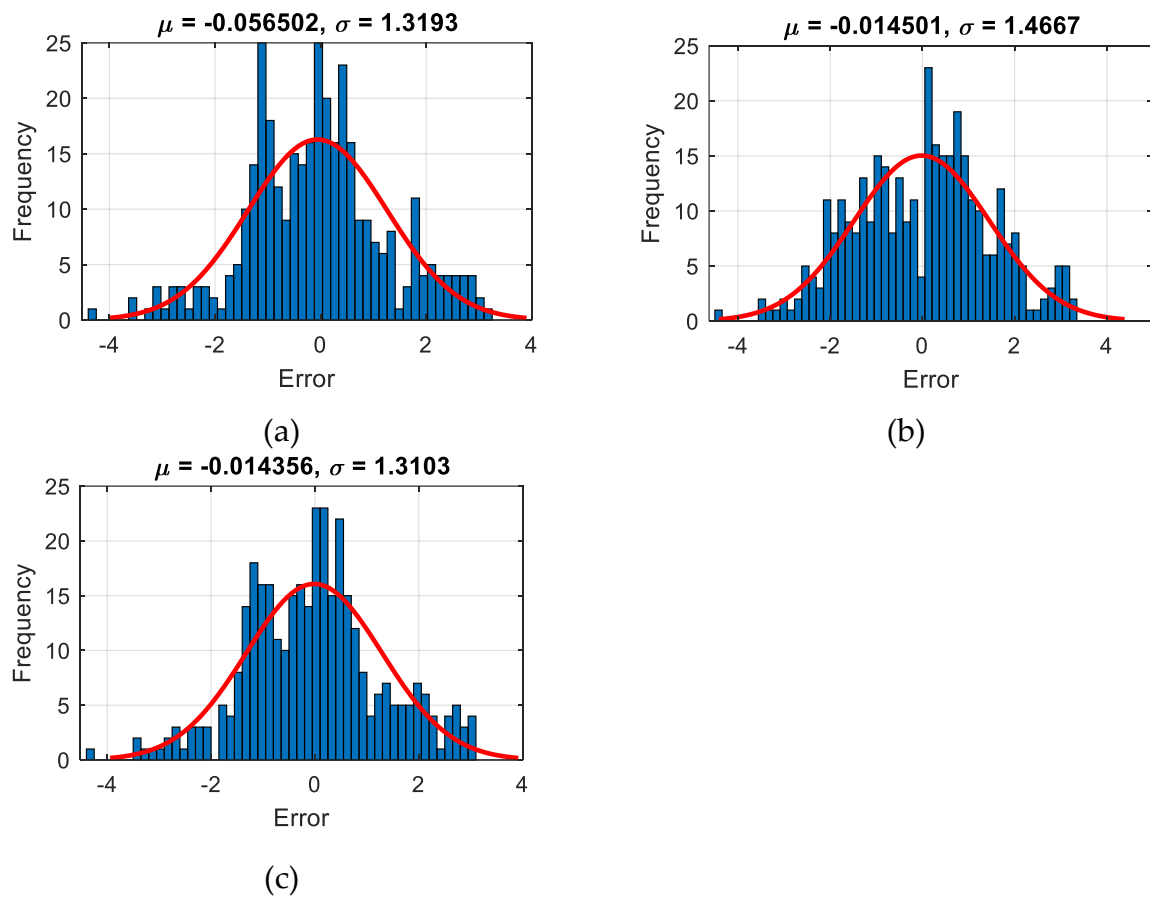 μ = -0.056502, σ = 1.3193
25
20
15
10
5
0
Frequency
-4 -2 0 2 4
Error
(a)
μ = -0.014501, σ = 1.4667
25
20
15
10
5
0
Frequency
-4 -2 0 2 4
Error
(b)
μ = -0.014356, σ = 1.3103
25
20
15
10
5
0
Frequency
-4 -2 0 2 4
Error
(c)